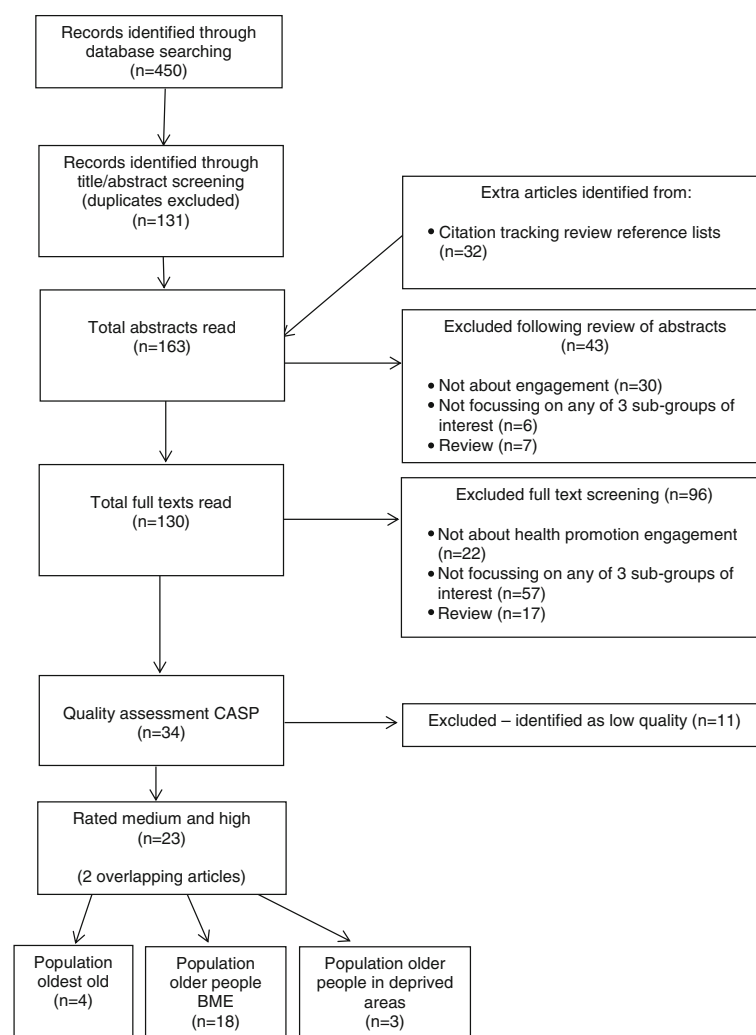 Records identified through
database searching
(n=450)
Records identified through
title/abstract screening
(duplicates excluded)
(n=131)
Extra articles identified from:
• Citation tracking review reference lists
(n=32)
Total abstracts read
(n=163)
Excluded following review of abstracts
(n=43)
• Not about engagement (n=30)
• Not focussing on any of 3 sub-groups of
interest (n=6)
• Review (n=7)
Total full texts read
(n=130)
Excluded full text screening (n=96)
• Not about health promotion engagement
(n=22)
• Not focussing on any of 3 sub-groups of
interest (n=57)
• Review (n=17)
Quality assessment CASP
(n=34)
Excluded – identified as low quality (n=11)
Rated medium and high
(n=23)
(2 overlapping articles)
Population
oldest old
(n=4)
Population
older people
BME
(n=18)
Population older
people in deprived
areas
(n=3)